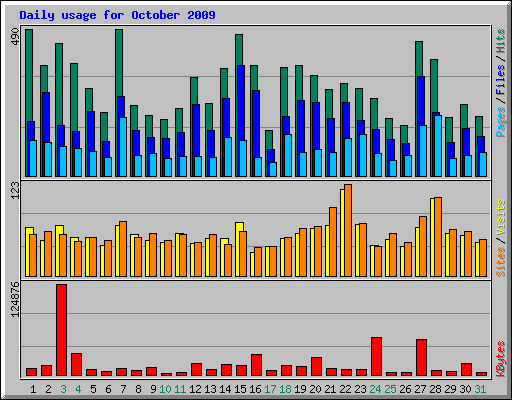 Daily usage for October 2009
490
Pages / Files / Hits
123
Sites / Visits
124876
KBytes
1 2 3 4 5 6 7 8 9 10 11 12 13 14 15 16 17 18 19 20 21 22 23 24 25 26 27 28 29 30 31